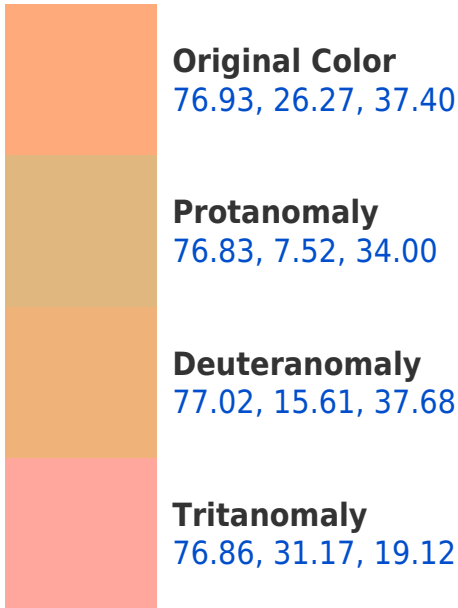 Original Color
76.93, 26.27, 37.40
Protanomaly
76.83, 7.52, 34.00
Deuteranomaly
77.02, 15.61, 37.68
Tritanomaly
76.86, 31.17, 19.12